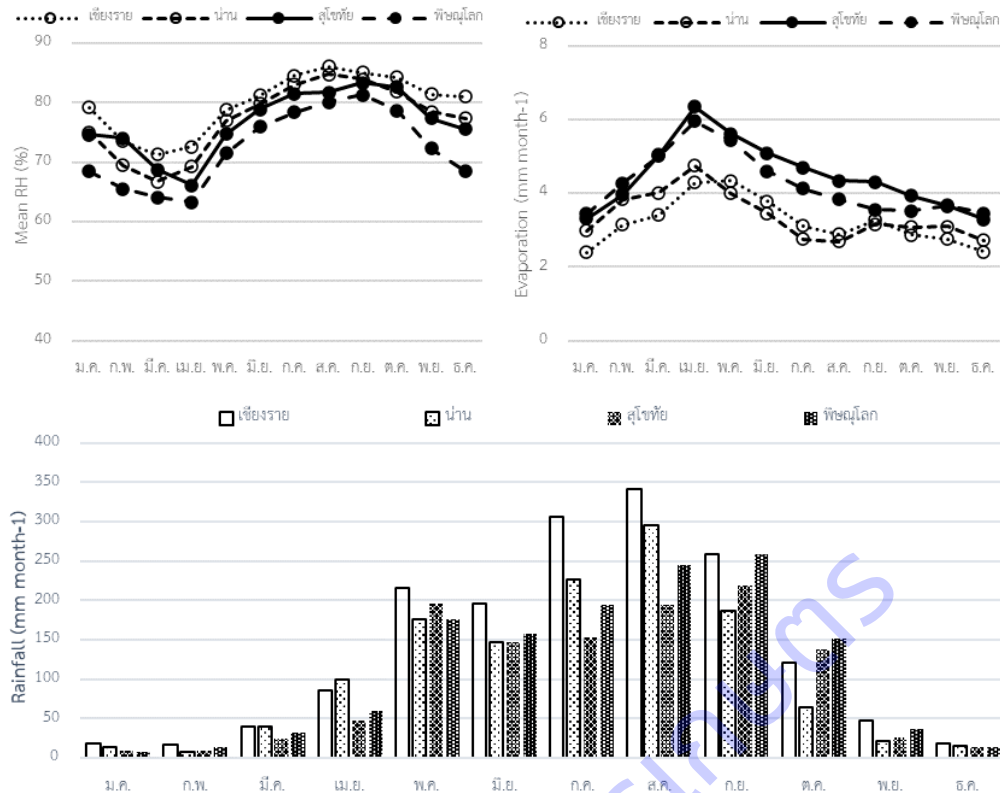 เชียงราย น่าน สุโขทัย พิษณุโลก
90
80
70
60
50
40
Mean RH (%)
ม.ค. ก.พ. มี.ค. เม.ย. พ.ค. มิ.ย. ก.ค. ส.ค. ก.ย. ต.ค. พ.ย. ธ.ค.
เชียงราย น่าน สุโขทัย พิษณุโลก
8
6
4
2
0
Evaporation (mm month-1)
ม.ค. ก.พ. มี.ค. เม.ย. พ.ค. มิ.ย. ก.ค. ส.ค. ก.ย. ต.ค. พ.ย. ธ.ค.
เชียงราย น่าน สุโขทัย พิษณุโลก
400
350
300
250
200
150
100
50
0
Rainfall (mm month-1)
ม.ค. ก.พ. มี.ค. เม.ย. พ.ค. มิ.ย. ก.ค. ส.ค. ก.ย. ต.ค. พ.ย. ธ.ค.